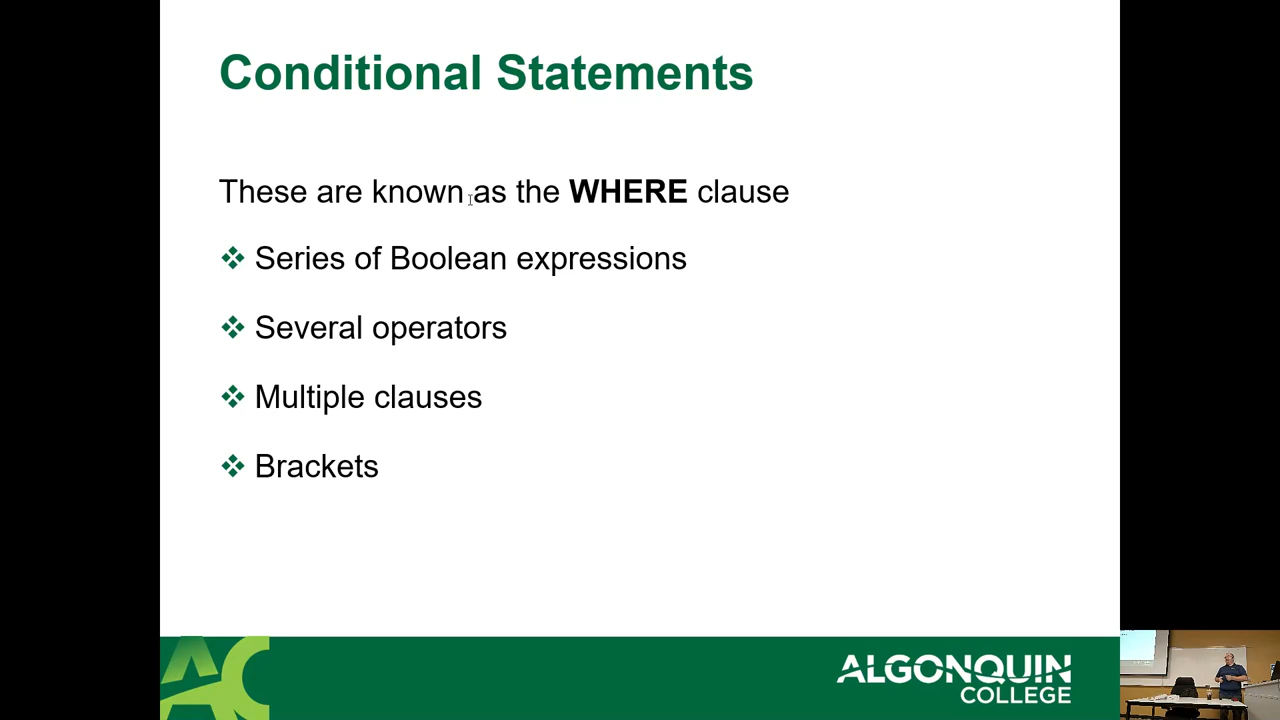 Conditional Statements
These are known as the WHERE clause
Series of Boolean expressions
Several operators
Multiple clauses
Brackets
AC
ALGONQUIN
COLLEGE